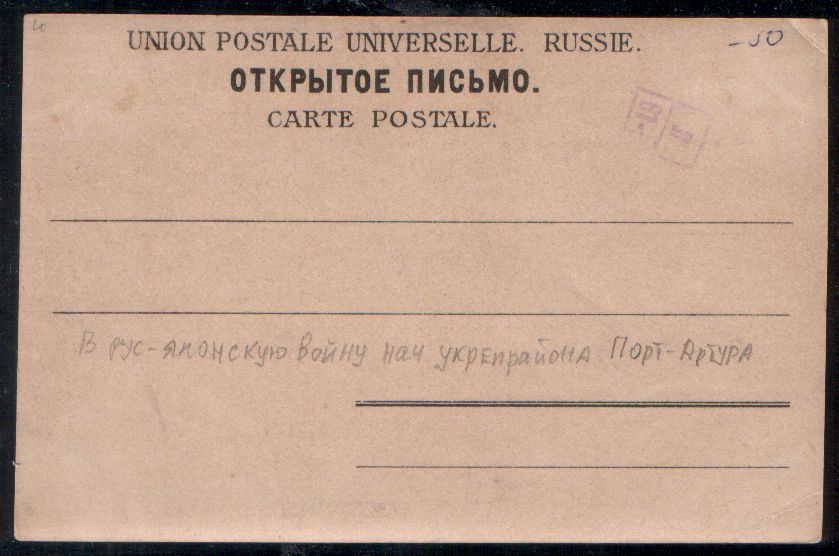 UNION POSTALE UNIVERSELLE. RUSSIE.
-50
ОТКРЫТОЕ ПИСЬМО.
CARTE POSTALE.
В рус-японскую войну нач укрепрайона Порт-Артура